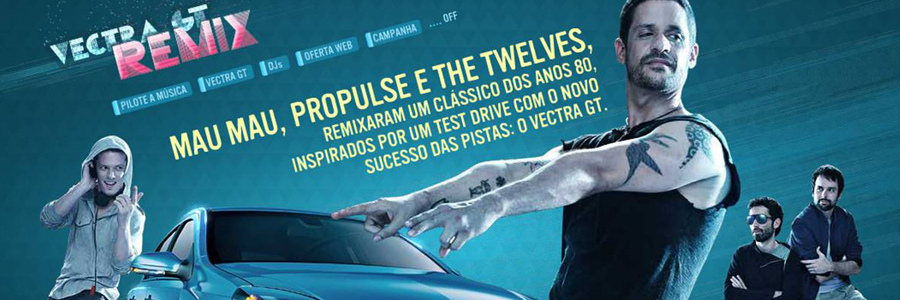 VECTRA GT
REMIX
PILOTE A MÚSICA
VECTRA GT
DJs
OFERTA WEB
CAMPANHA
.... OFF
MAU MAU, PROPULSE E THE TWELVES,
REMIXARAM UM CLÁSSICO DOS ANOS 80,
INSPIRADOS POR UM TEST DRIVE COM O NOVO
SUCESSO DAS PISTAS: O VECTRA GT.